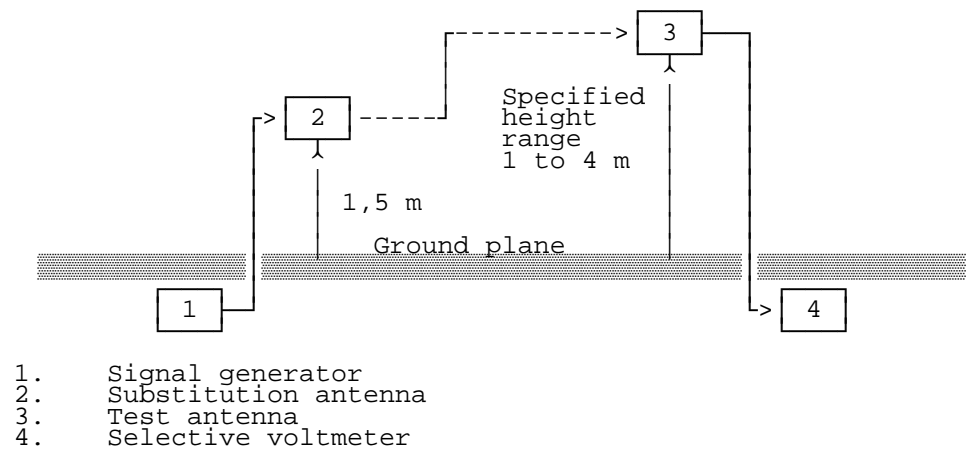 3
Specified
height
range
1 to 4 m
2
1,5 m
Ground plane
1
4
1. Signal generator
2. Substitution antenna
3. Test antenna
4. Selective voltmeter